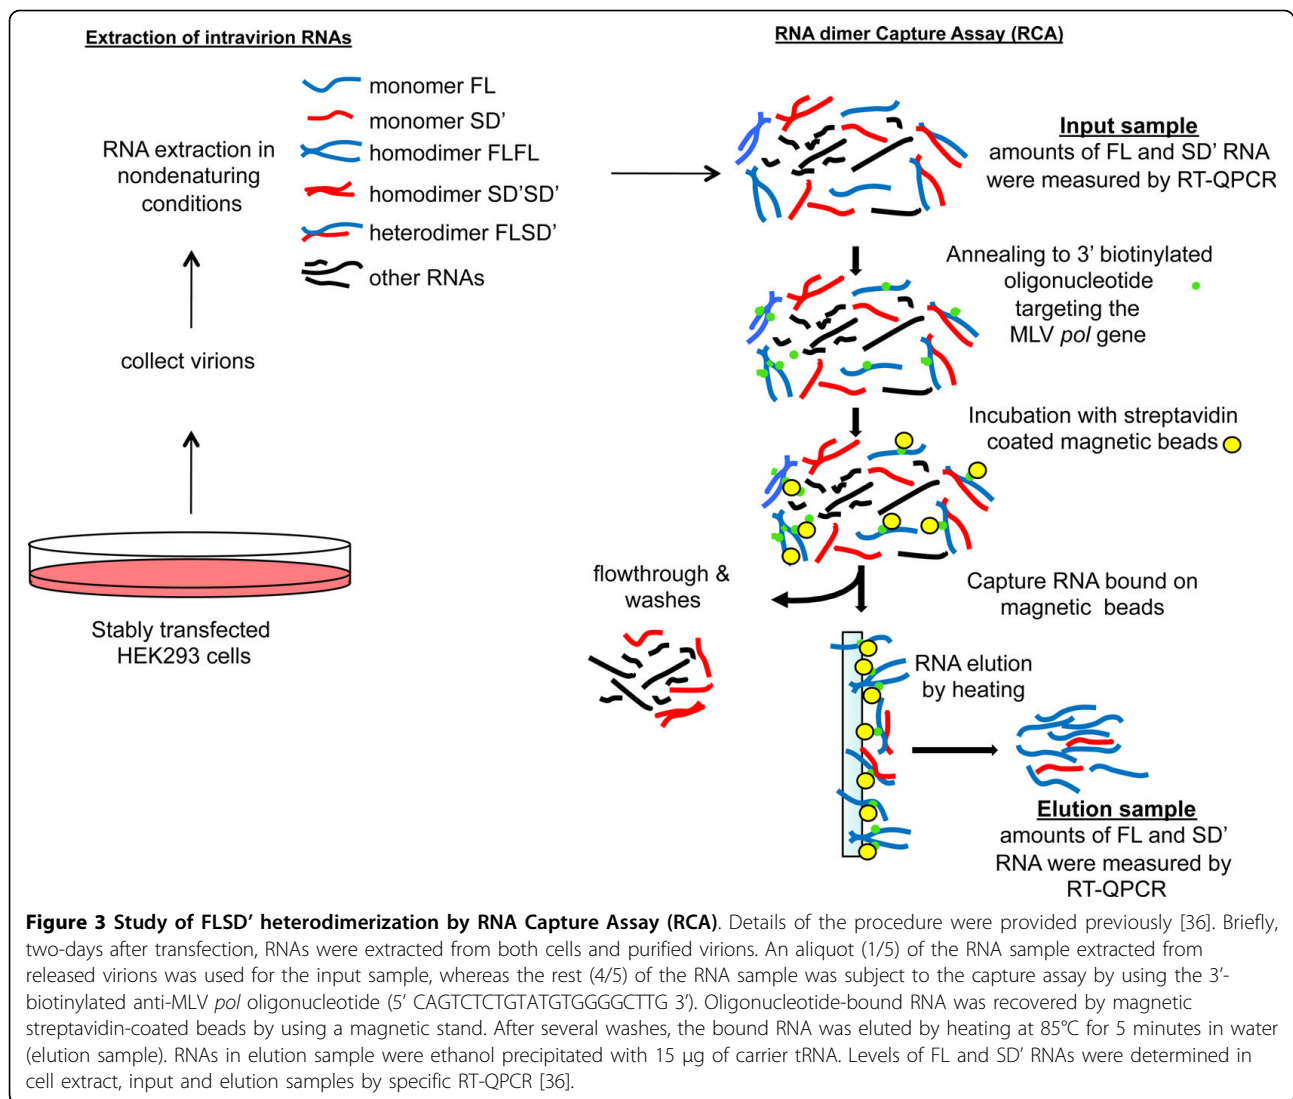 Extraction of intravirion RNAs
RNA extraction in
nondenaturing
conditions
collect virions
Stably transfected
HEK293 cells
monomer FL
monomer SD'
homodimer FLFL
homodimer SD'SD'
heterodimer FLSD'
other RNAs
RNA dimer Capture Assay (RCA)
Input sample
amounts of FL and SD' RNA
were measured by RT-QPCR
Annealing to 3' biotinylated
oligonucleotide
targeting the
MLV pol gene
Incubation with streptavidin
coated magnetic beads
flowthrough &
washes
Capture RNA bound on
magnetic beads
RNA elution
by heating
Elution sample
amounts of FL and SD'
RNA were measured by
RT-QPCR
Figure 3 Study of FLSD' heterodimerization by RNA Capture Assay (RCA). Details of the procedure were provided previously [36]. Briefly,
two-days after transfection, RNAs were extracted from both cells and purified virions. An aliquot (1/5) of the RNA sample extracted from
released virions was used for the input sample, whereas the rest (4/5) of the RNA sample was subject to the capture assay by using the 3'-
biotinylated anti-MLV pol oligonucleotide (5' CAGTCTCTGTATGTGGGGCTTG 3'). Oligonucleotide-bound RNA was recovered by magnetic
streptavidin-coated beads by using a magnetic stand. After several washes, the bound RNA was eluted by heating at 85°C for 5 minutes in water
(elution sample). RNAs in elution sample were ethanol precipitated with 15 μg of carrier tRNA. Levels of FL and SD' RNAs were determined in
cell extract, input and elution samples by specific RT-QPCR [36].